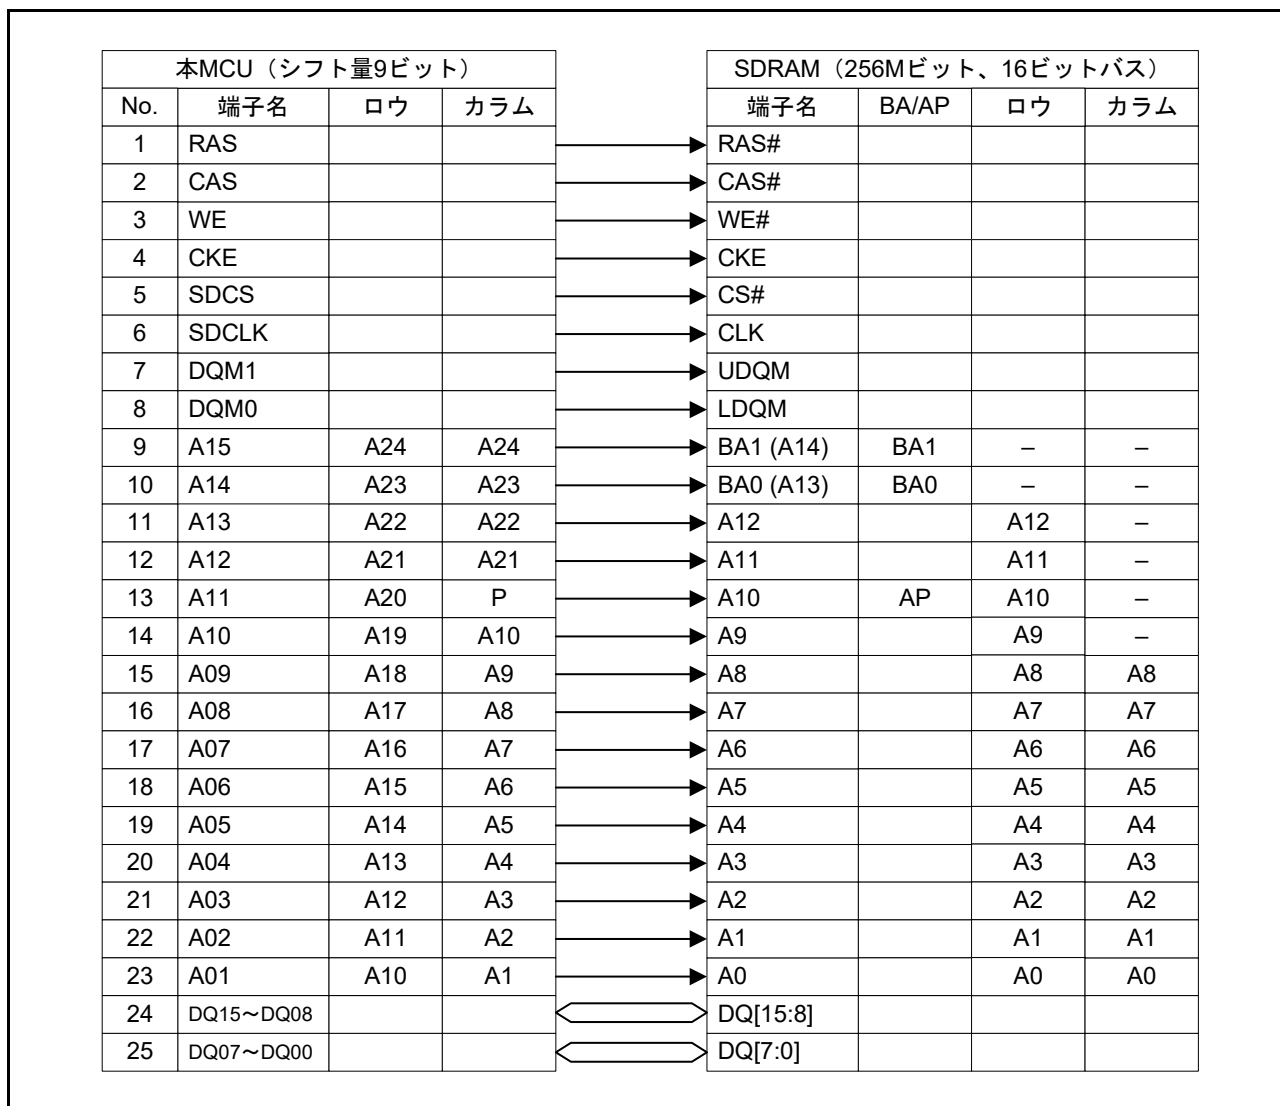 本MCU（シフト量9ビット） SDRAM（256Mビット、16ビットバス）
No. 端子名 ロウ カラム 端子名 BA/AP ロウ カラム
1 RAS RAS#
2 CAS CAS#
3 WE WE#
4 CKE CKE
5 SDCS CS#
6 SDCLK CLK
7 DQM1 UDQM
8 DQM0 LDQM
9 A15 A24 A24 BA1 (A14) BA1 – –
10 A14 A23 A23 BA0 (A13) BA0 – –
11 A13 A22 A22 A12 A12 –
12 A12 A21 A21 A11 A11 –
13 A11 A20 P A10 AP A10 –
14 A10 A19 A10 A9 A9 –
15 A09 A18 A9 A8 A8 A8
16 A08 A17 A8 A7 A7 A7
17 A07 A16 A7 A6 A6 A6
18 A06 A15 A6 A5 A5 A5
19 A05 A14 A5 A4 A4 A4
20 A04 A13 A4 A3 A3 A3
21 A03 A12 A3 A2 A2 A2
22 A02 A11 A2 A1 A1 A1
23 A01 A10 A1 A0 A0 A0
24 DQ15～DQ08 DQ[15:8]
25 DQ07～DQ00 DQ[7:0]